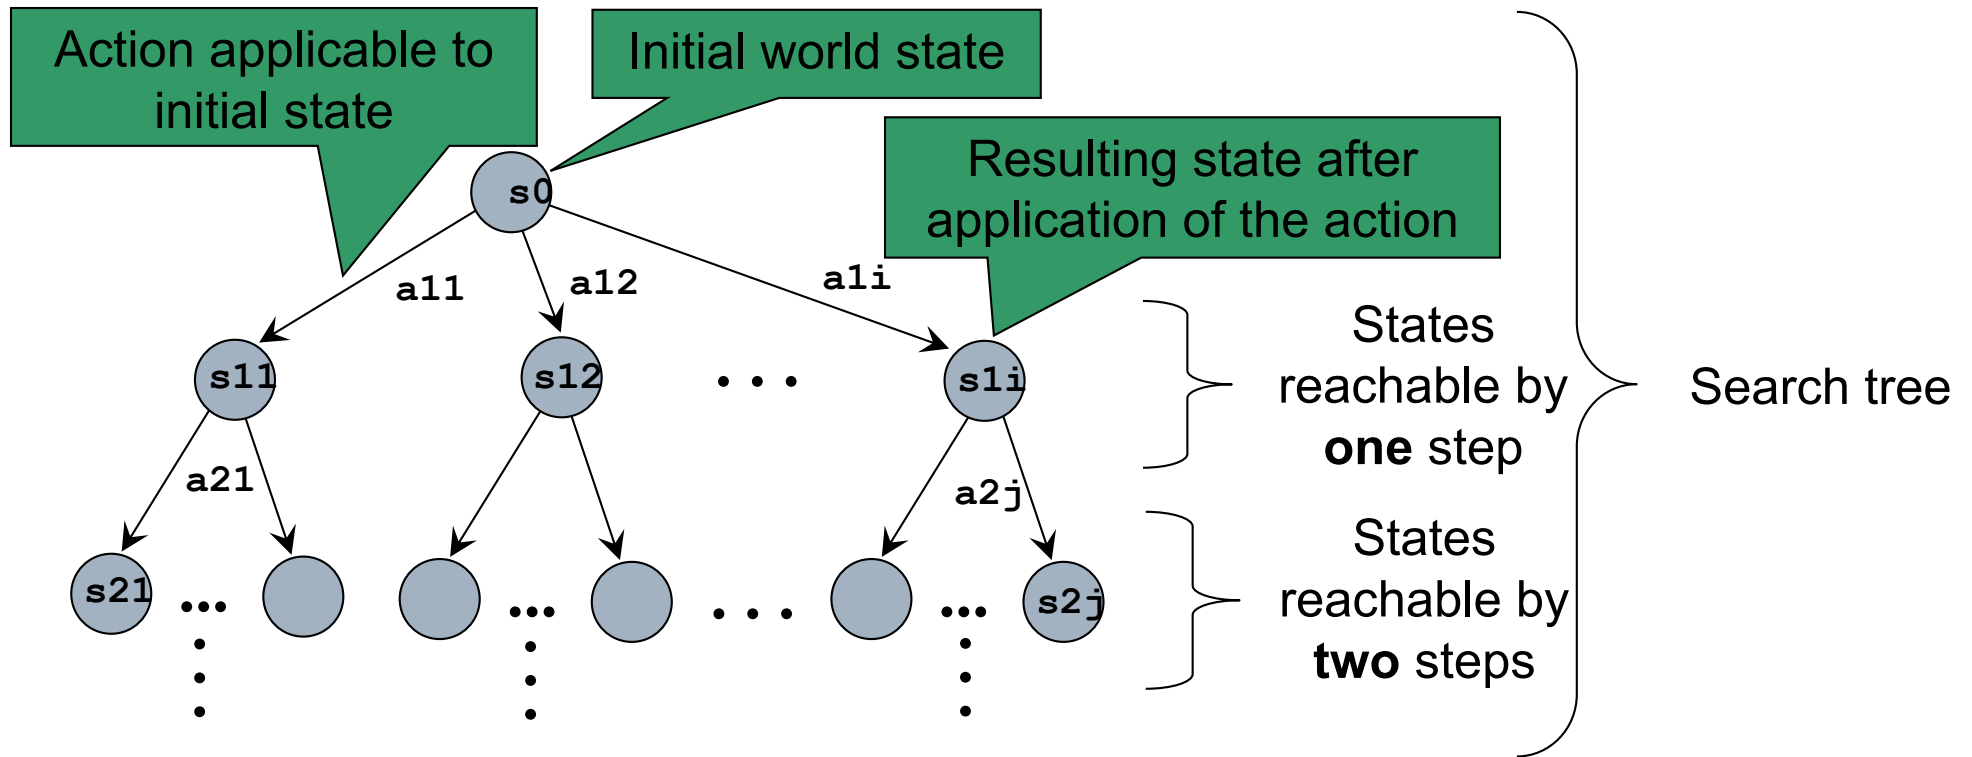 Action applicable to
initial state
Initial world state
Resulting state after
application of the action
s0
a11
a12
a1i
s11
s12
. . .
s1i
States
reachable by
one step
Search tree
a21
a2j
s21
...
...
. . .
...
s2j
States
reachable by
two steps